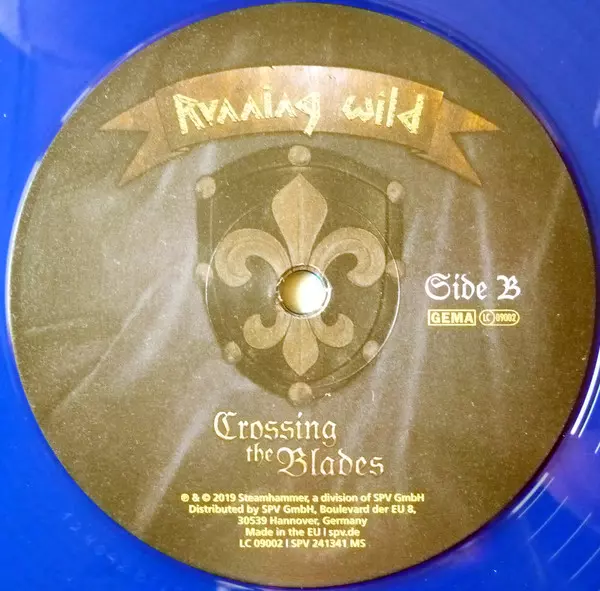 Running Wild
Side B
GEMA LC 09002
Crossing
the Blades
℗ & © 2019 Steamhammer, a division of SPV GmbH
Distributed by SPV GmbH, Boulevard der EU 8,
30539 Hannover, Germany
Made in the EU | spv.de
LC 09002 | SPV 241341 MS